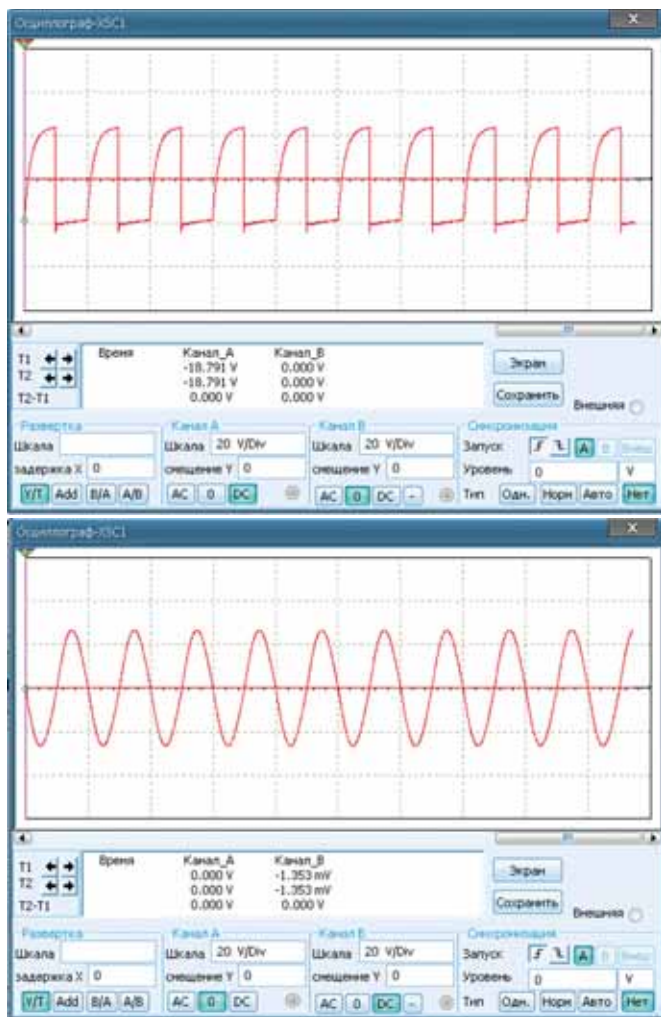 Осциллограф-XSC1
X
Время Канал_A Канал_B
T1 -18.791 V 0.000 V
T2 -18.791 V 0.000 V
T2-T1 0.000 V 0.000 V
Экран
Сохранить
Внешняя
Развертка Канал A Канал B Синхронизация
Шкала Шкала 20 V/Div Шкала 20 V/Div Запуск A B Внеш
задержка X 0 смещение Y 0 смещение Y 0 Уровень 0 V
Y/T Add B/A A/B AC 0 DC AC 0 DC - Тип Одн. Норм Авто Нет
Осциллограф-XSC1
X
Время Канал_A Канал_B
T1 0.000 V -1.353 mV
T2 0.000 V -1.353 mV
T2-T1 0.000 V 0.000 V
Экран
Сохранить
Внешняя
Развертка Канал A Канал B Синхронизация
Шкала Шкала 20 V/Div Шкала 20 V/Div Запуск A B Внеш
задержка X 0 смещение Y 0 смещение Y 0 Уровень 0 V
Y/T Add B/A A/B AC 0 DC AC 0 DC - Тип Одн. Норм Авто Нет